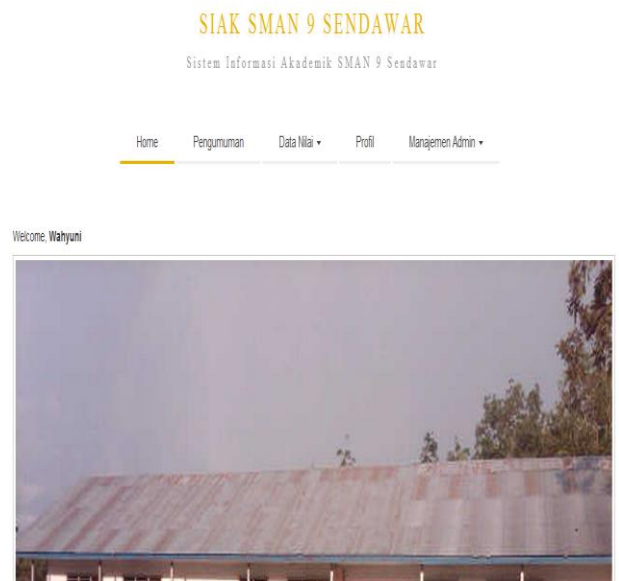 SIAK SMAN 9 SENDAWAR
Sistem Informasi Akademik SMAN 9 Sendawar
Home Pengumuman Data Nilai ▾ Profil Manajemen Admin ▾
Welcome, Wahyuni